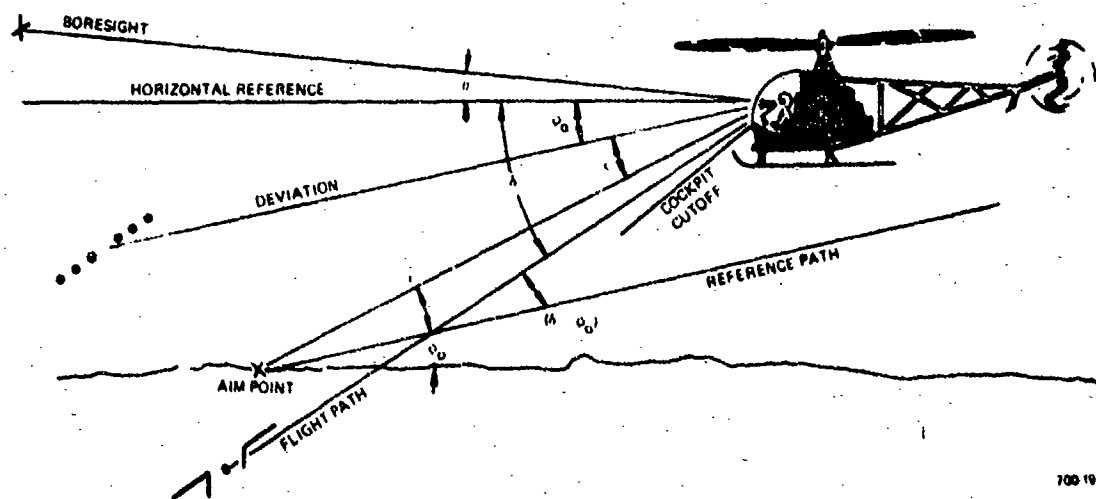 BORESIGHT
HORIZONTAL REFERENCE
DEVIATION
COCKPIT
CUTOFF
REFERENCE PATH
AIM POINT
FLIGHT PATH